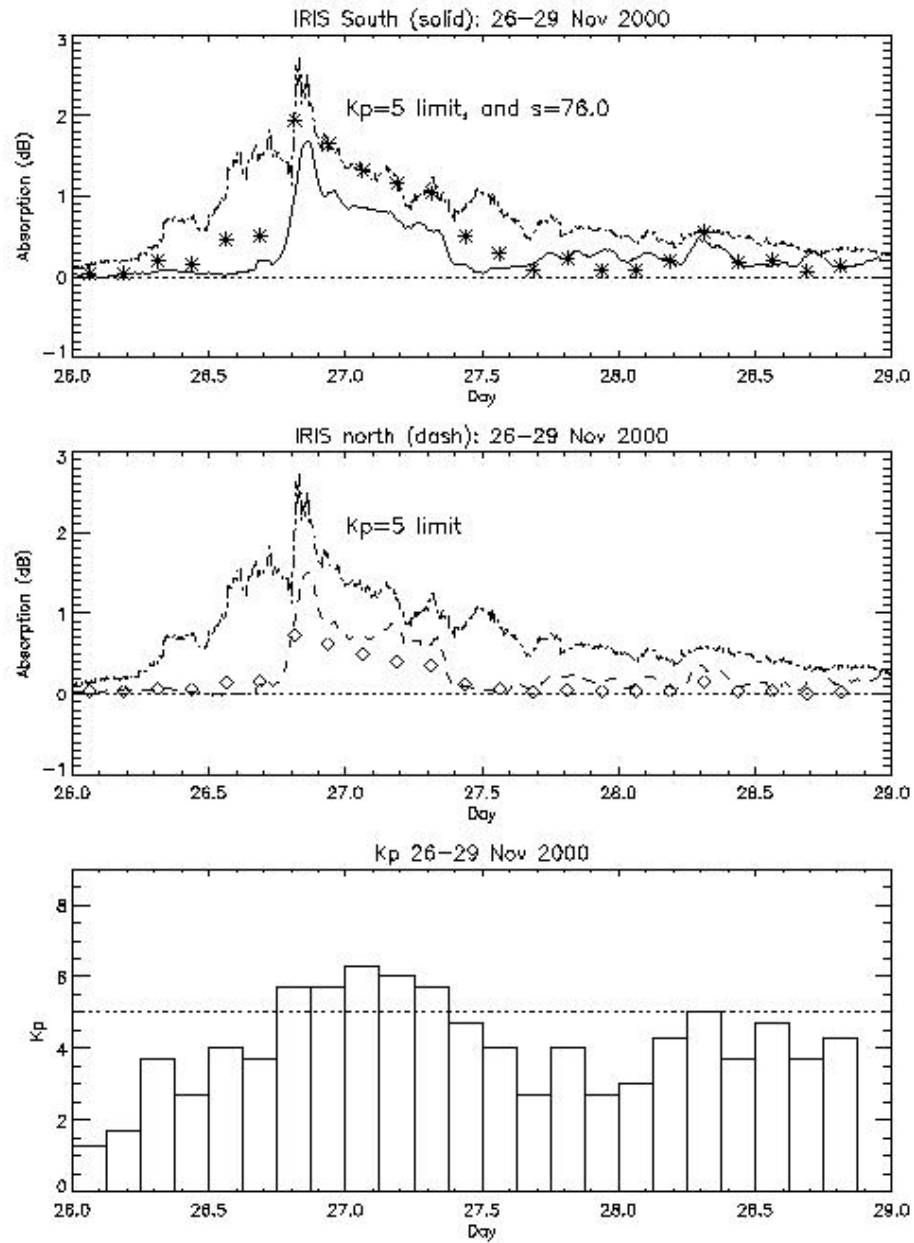 IRIS South (solid): 26-29 Nov 2000
3
2
1
0
-1
Absorption (dB)
Kp=5 limit, and s=76.0
26.0 26.5 27.0 27.5 28.0 28.5 29.0
Day
IRIS north (dash): 26-29 Nov 2000
3
2
1
0
-1
Absorption (dB)
Kp=5 limit
26.0 26.5 27.0 27.5 28.0 28.5 29.0
Day
Kp 26-29 Nov 2000
8
6
4
2
0
Kp
26.0 26.5 27.0 27.5 28.0 28.5 29.0
Day